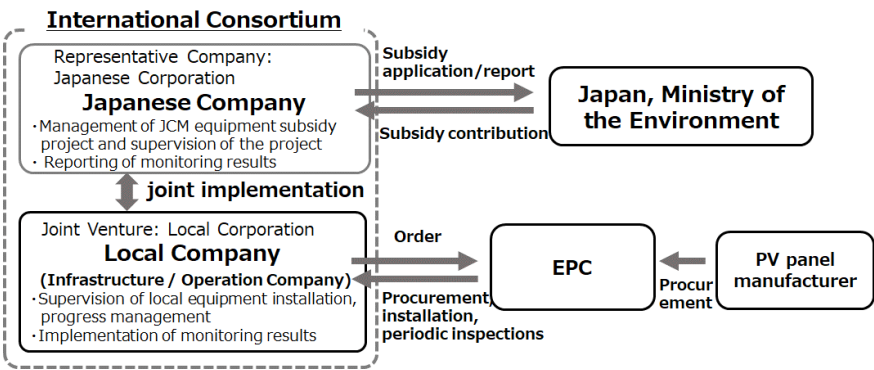 International Consortium
Representative Company:
Japanese Corporation
Japanese Company
・Management of JCM equipment subsidy
project and supervision of the project
・ Reporting of monitoring results
Subsidy
application/report
Subsidy contribution
Japan, Ministry of
the Environment
joint implementation
Joint Venture: Local Corporation
Local Company
(Infrastructure / Operation Company)
・Supervision of local equipment installation,
progress management
・Implementation of monitoring results
Order
Procurement,
installation,
periodic inspections
EPC
Procur
ement
PV panel
manufacturer